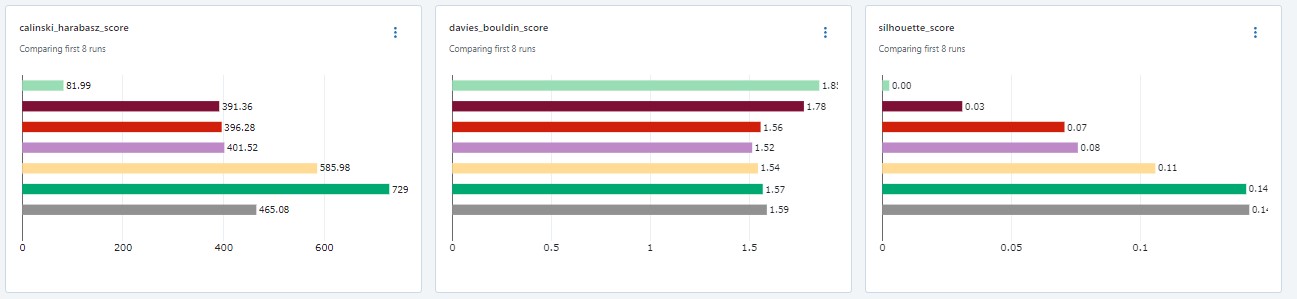 calinski_harabasz_score
Comparing first 8 runs
81.99
391.36
396.28
401.52
585.98
729
465.08
0 200 400 600
davies_bouldin_score
Comparing first 8 runs
1.78
1.56
1.52
1.54
1.57
1.59
0 0.5 1 1.5
silhouette_score
Comparing first 8 runs
0.00
0.03
0.07
0.08
0.11
0.14
0 0.05 0.1